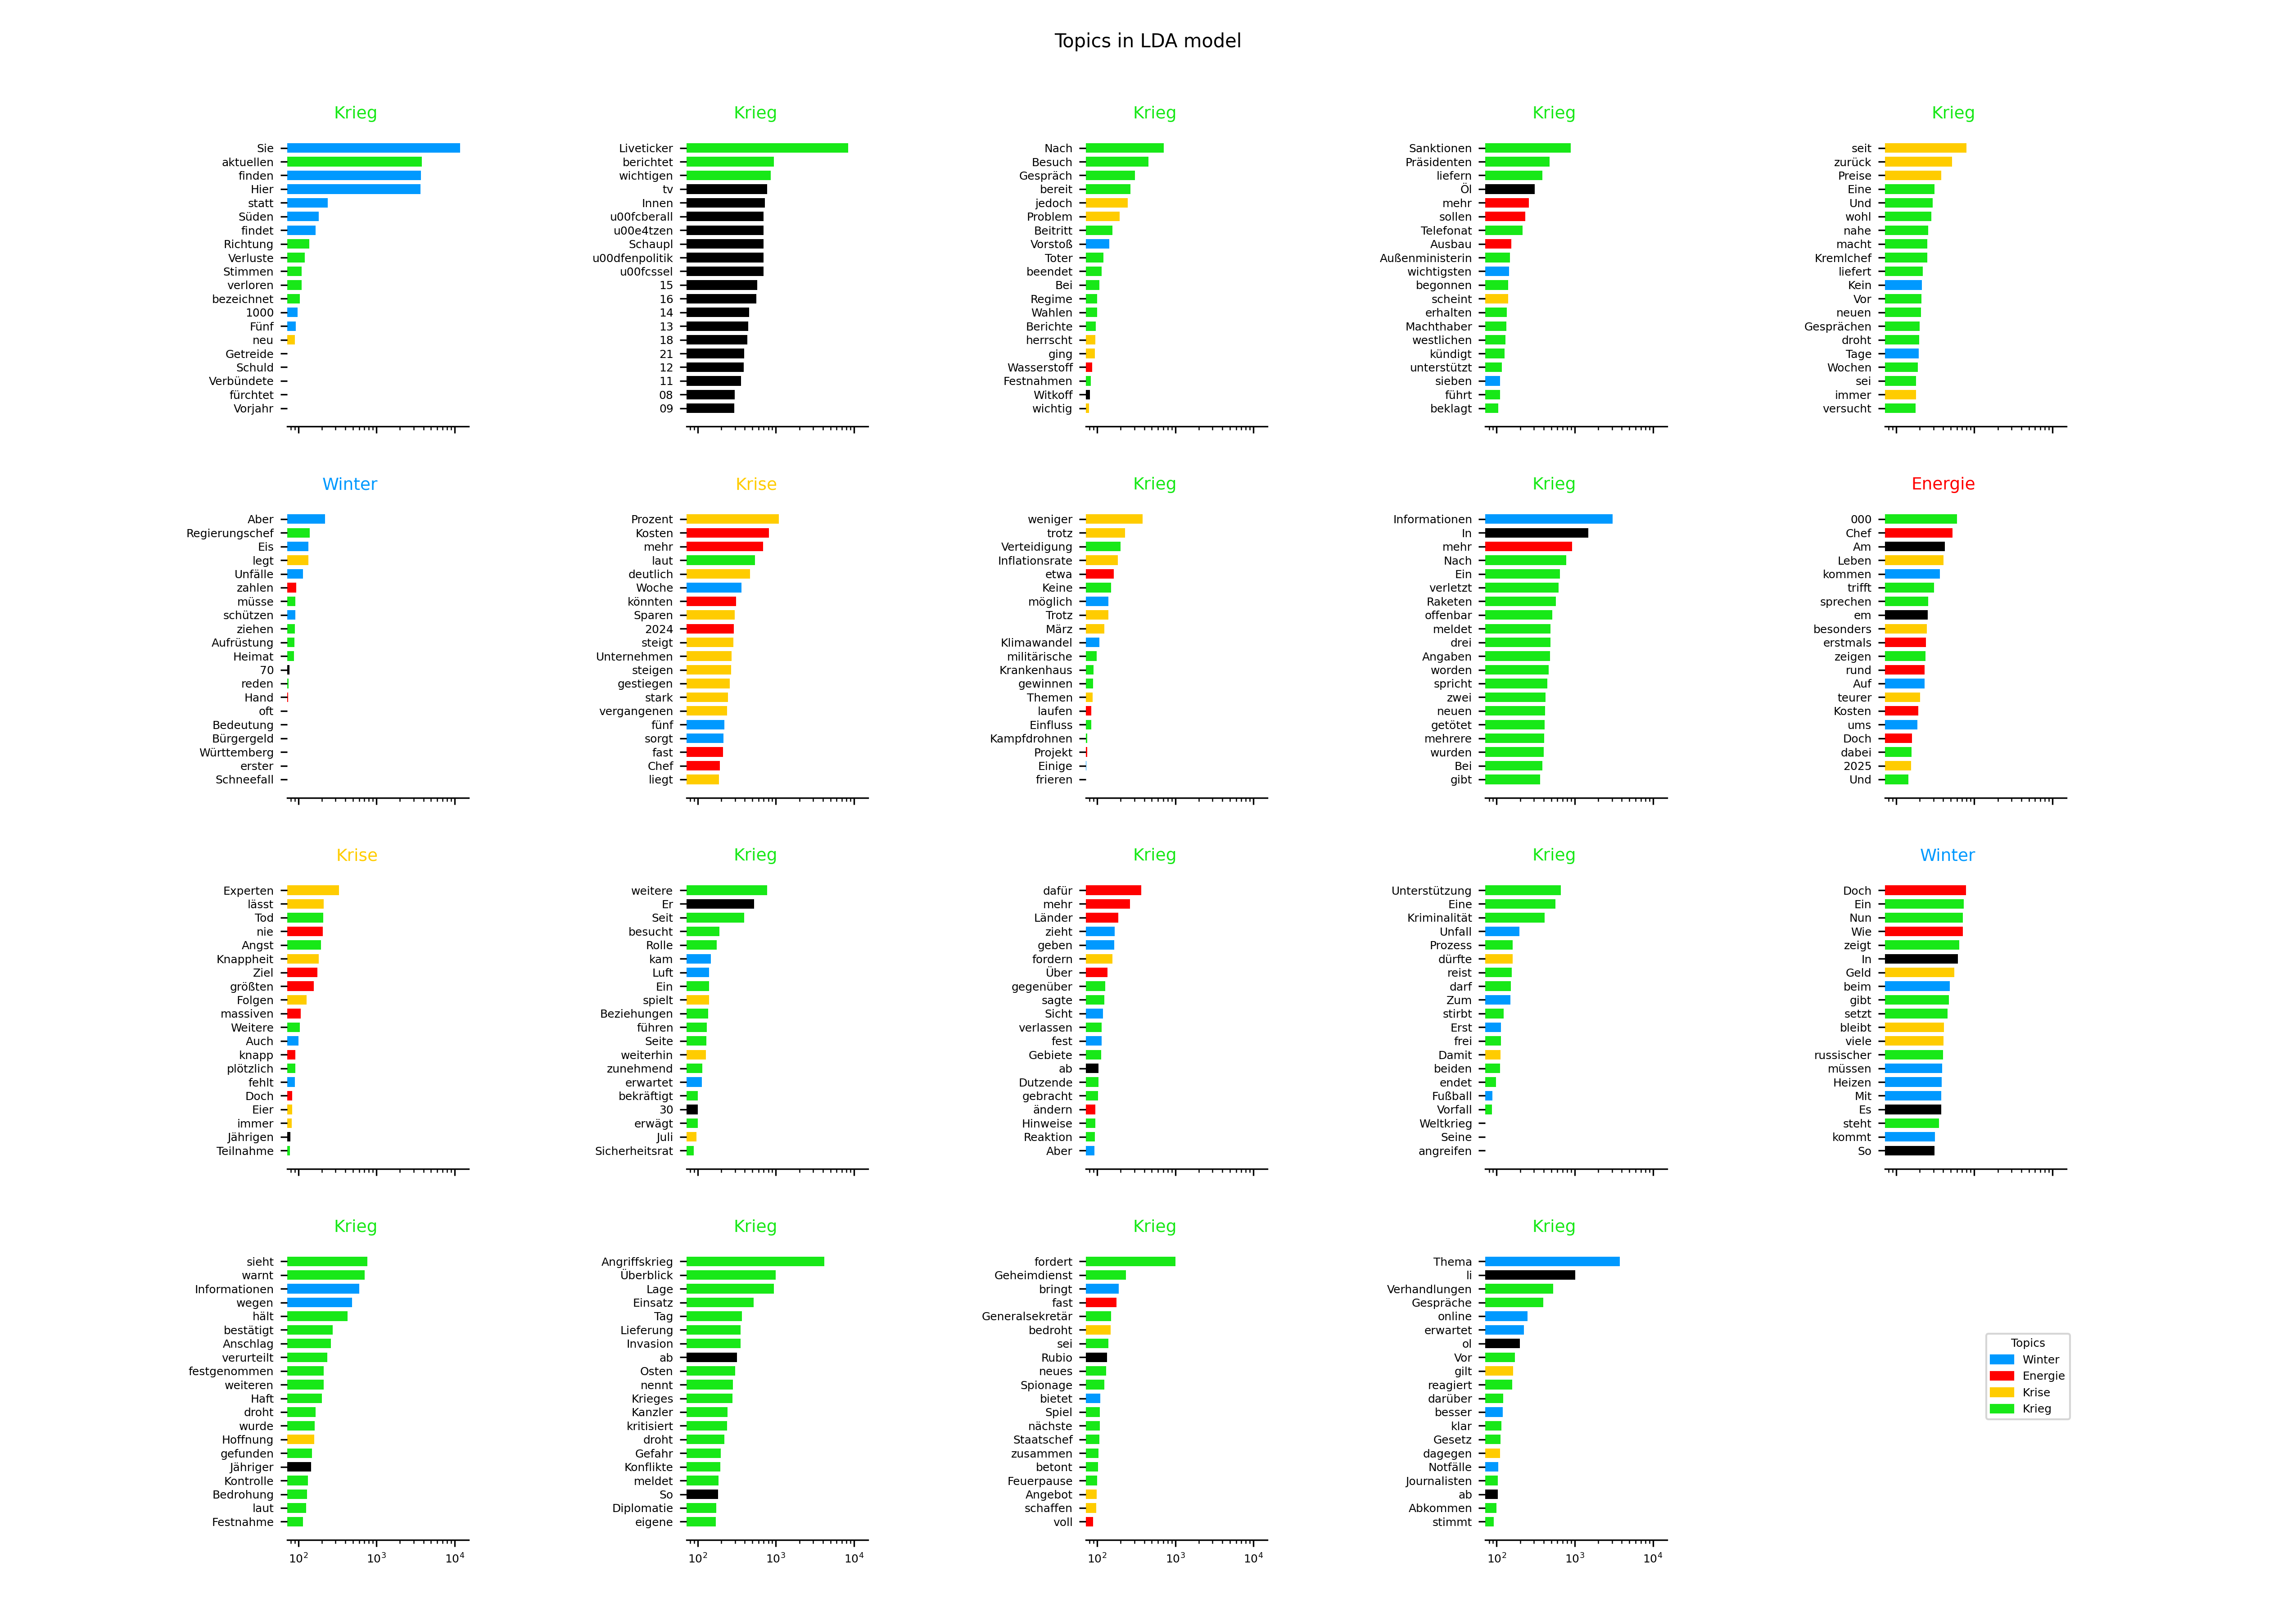 Topics in LDA model
Krieg
Sie
aktuellen
finden
Hier
statt
Süden
findet
Richtung
Verluste
Stimmen
verloren
bezeichnet
1000
Fünf
neu
Getreide
Schuld
Verbündete
fürchtet
Vorjahr
Krieg
Liveticker
berichtet
wichtigen
tv
Innen
u00fcberall
u00e4tzen
Schaupl
u00dfenpolitik
u00fcssel
15
16
14
13
18
21
12
11
08
09
Krieg
Nach
Besuch
Gespräch
bereit
jedoch
Problem
Beitritt
Vorstoß
Toter
beendet
Bei
Regime
Wahlen
Berichte
herrscht
ging
Wasserstoff
Festnahmen
Witkoff
wichtig
Krieg
Sanktionen
Präsidenten
liefern
Öl
mehr
sollen
Telefonat
Ausbau
Außenministerin
wichtigsten
begonnen
scheint
erhalten
Machthaber
westlichen
kündigt
unterstützt
sieben
führt
beklagt
Krieg
seit
zurück
Preise
Eine
Und
wohl
nahe
macht
Kremlchef
liefert
Kein
Vor
neuen
Gesprächen
droht
Tage
Wochen
sei
immer
versucht
Winter
Aber
Regierungschef
Eis
legt
Unfälle
zahlen
müsse
schützen
ziehen
Aufrüstung
Heimat
70
reden
Hand
oft
Bedeutung
Bürgergeld
Württemberg
erster
Schneefall
Krise
Prozent
Kosten
mehr
laut
deutlich
Woche
könnten
Sparen
2024
steigt
Unternehmen
steigen
gestiegen
stark
vergangenen
fünf
sorgt
fast
Chef
liegt
Krieg
weniger
trotz
Verteidigung
Inflationsrate
etwa
Keine
möglich
Trotz
März
Klimawandel
militärische
Krankenhaus
gewinnen
Themen
laufen
Einfluss
Kampfdrohnen
Projekt
Einige
frieren
Krieg
Informationen
In
mehr
Nach
Ein
verletzt
Raketen
offenbar
meldet
drei
Angaben
worden
spricht
zwei
neuen
getötet
mehrere
wurden
Bei
gibt
Energie
000
Chef
Am
Leben
kommen
trifft
sprechen
em
besonders
erstmals
zeigen
rund
Auf
teurer
Kosten
ums
Doch
dabei
2025
Und
Krise
Experten
lässt
Tod
nie
Angst
Knappheit
Ziel
größten
Folgen
massiven
Weitere
Auch
knapp
plötzlich
fehlt
Doch
Eier
immer
Jährigen
Teilnahme
Krieg
weitere
Er
Seit
besucht
Rolle
kam
Luft
Ein
spielt
Beziehungen
führen
Seite
weiterhin
zunehmend
erwartet
bekräftigt
30
erwägt
Juli
Sicherheitsrat
Krieg
dafür
mehr
Länder
zieht
geben
fordern
Über
gegenüber
sagte
Sicht
verlassen
fest
Gebiete
ab
Dutzende
gebracht
ändern
Hinweise
Reaktion
Aber
Krieg
Unterstützung
Eine
Kriminalität
Unfall
Prozess
dürfte
reist
darf
Zum
stirbt
Erst
frei
Damit
beiden
endet
Fußball
Vorfall
Weltkrieg
Seine
angreifen
Winter
Doch
Ein
Nun
Wie
zeigt
In
Geld
beim
gibt
setzt
bleibt
viele
russischer
müssen
Heizen
Mit
Es
steht
kommt
So
Krieg
sieht
warnt
Informationen
wegen
hält
bestätigt
Anschlag
verurteilt
festgenommen
weiteren
Haft
droht
wurde
Hoffnung
gefunden
Jähriger
Kontrolle
Bedrohung
laut
Festnahme
10² 10³ 10⁴
Krieg
Angriffskrieg
Überblick
Lage
Einsatz
Tag
Lieferung
Invasion
ab
Osten
nennt
Krieges
Kanzler
kritisiert
droht
Gefahr
Konflikte
meldet
So
Diplomatie
eigene
10² 10³ 10⁴
Krieg
fordert
Geheimdienst
bringt
fast
Generalsekretär
bedroht
sei
Rubio
neues
Spionage
bietet
Spiel
nächste
Staatschef
zusammen
betont
Feuerpause
Angebot
schaffen
voll
10² 10³ 10⁴
Krieg
Thema
li
Verhandlungen
Gespräche
online
erwartet
ol
Vor
gilt
reagiert
darüber
besser
klar
Gesetz
dagegen
Notfälle
Journalisten
ab
Abkommen
stimmt
10² 10³ 10⁴
Topics
Winter
Energie
Krise
Krieg